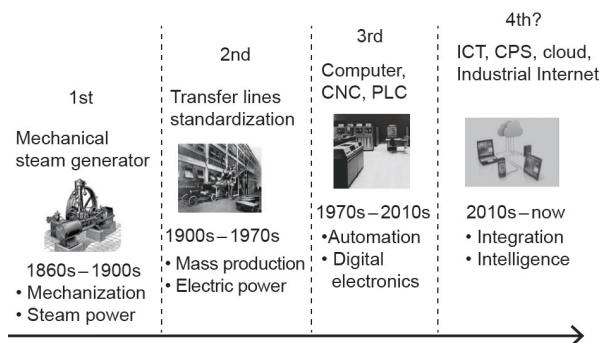 1st
Mechanical
steam generator
1860s–1900s
• Mechanization
• Steam power
2nd
Transfer lines
standardization
1900s–1970s
• Mass production
• Electric power
3rd
Computer,
CNC, PLC
1970s–2010s
•Automation
• Digital
electronics
4th?
ICT, CPS, cloud,
Industrial Internet
2010s–now
• Integration
• Intelligence